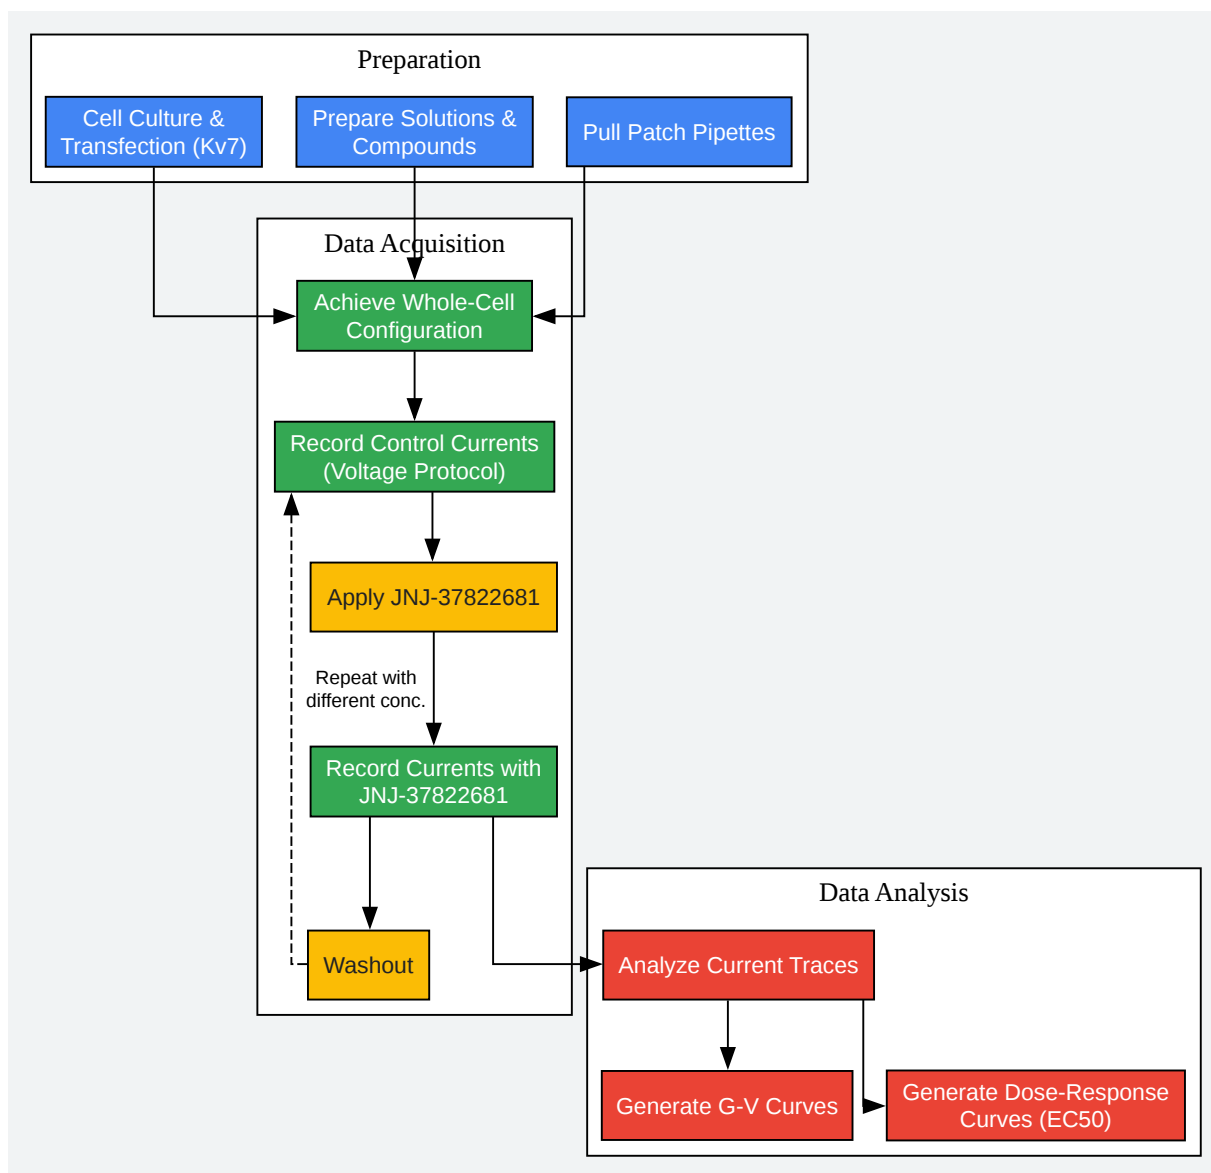 Preparation
Cell Culture &
Transfection (Kv7)
Prepare Solutions &
Compounds
Pull Patch Pipettes
Data Acquisition
Achieve Whole-Cell
Configuration
Record Control Currents
(Voltage Protocol)
Apply JNJ-37822681
Repeat with
different conc.
Record Currents with
JNJ-37822681
Washout
Data Analysis
Analyze Current Traces
Generate G-V Curves
Generate Dose-Response
Curves (EC50)